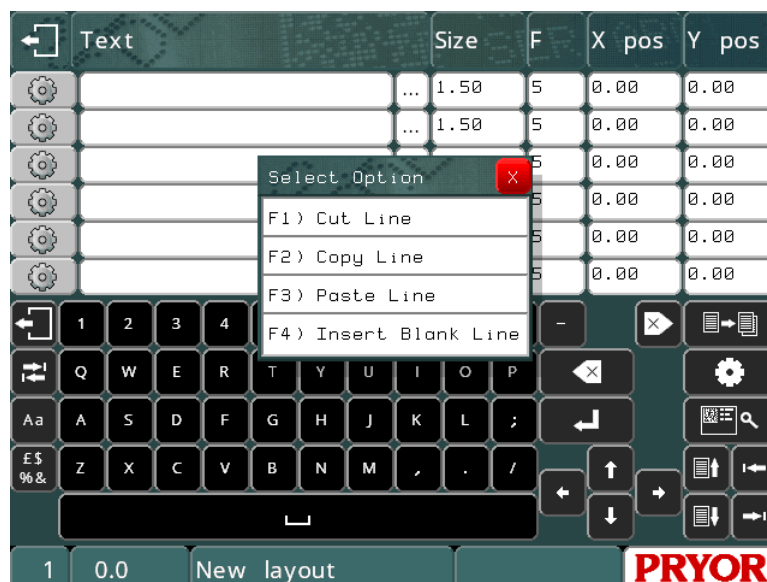 Text Size F X pos Y pos
... 1.50 5 0.00 0.00
... 1.50 5 0.00 0.00
5 0.00 0.00
5 0.00 0.00
5 0.00 0.00
5 0.00 0.00
Select Option X
F1) Cut Line
F2) Copy Line
F3) Paste Line
F4) Insert Blank Line
1 2 3 4 -
Q W E R T Y U I O P
Aa A S D F G H J K L ;
£$ %& Z X C V B N M , . /
1 0.0 New layout PRYOR